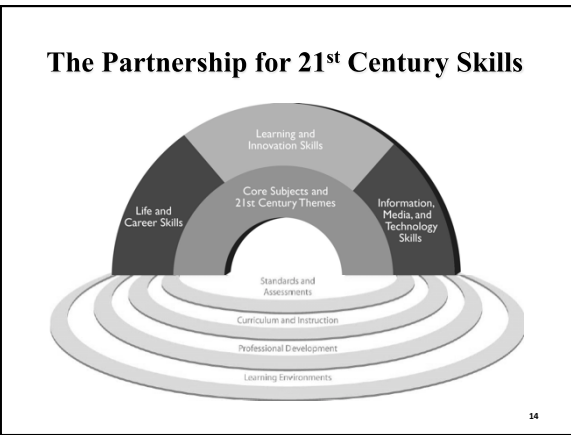 The Partnership for 21st Century Skills
Learning and
Innovation Skills
Core Subjects and
21st Century Themes
Life and
Career Skills
Information,
Media, and
Technology
Skills
Standards and
Assessments
Curriculum and Instruction
Professional Development
Learning Environments
14